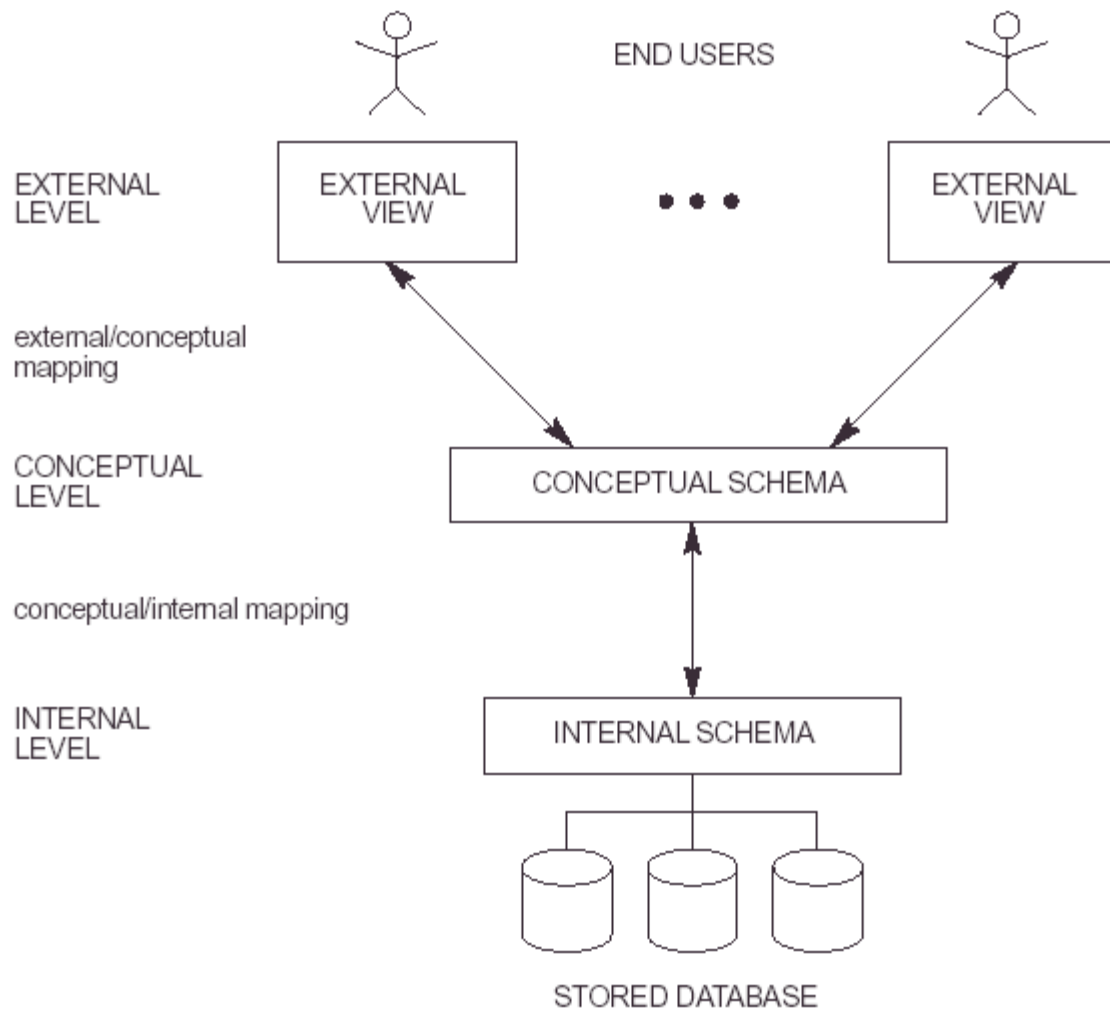 END USERS
EXTERNAL
LEVEL
EXTERNAL
VIEW
EXTERNAL
VIEW
external/conceptual
mapping
CONCEPTUAL
LEVEL
CONCEPTUAL SCHEMA
conceptual/internal mapping
INTERNAL
LEVEL
INTERNAL SCHEMA
STORED DATABASE